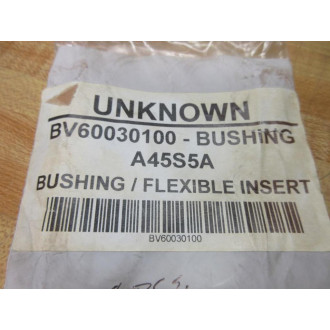 UNKNOWN
BV60030100 - BUSHING
A45S5A
BUSHING / FLEXIBLE INSERT
BV60030100